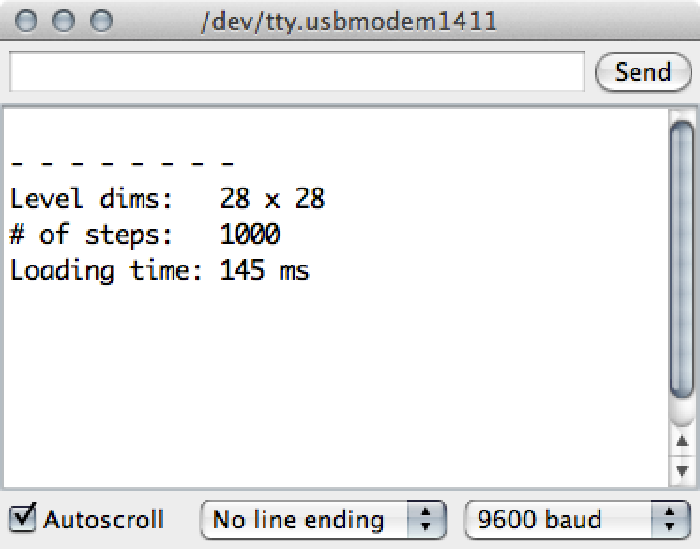 /dev/tty.usbmodem1411
Send
- - - - - - - -
Level dims:   28 x 28
# of steps:   1000
Loading time: 145 ms
Autoscroll
No line ending
9600 baud